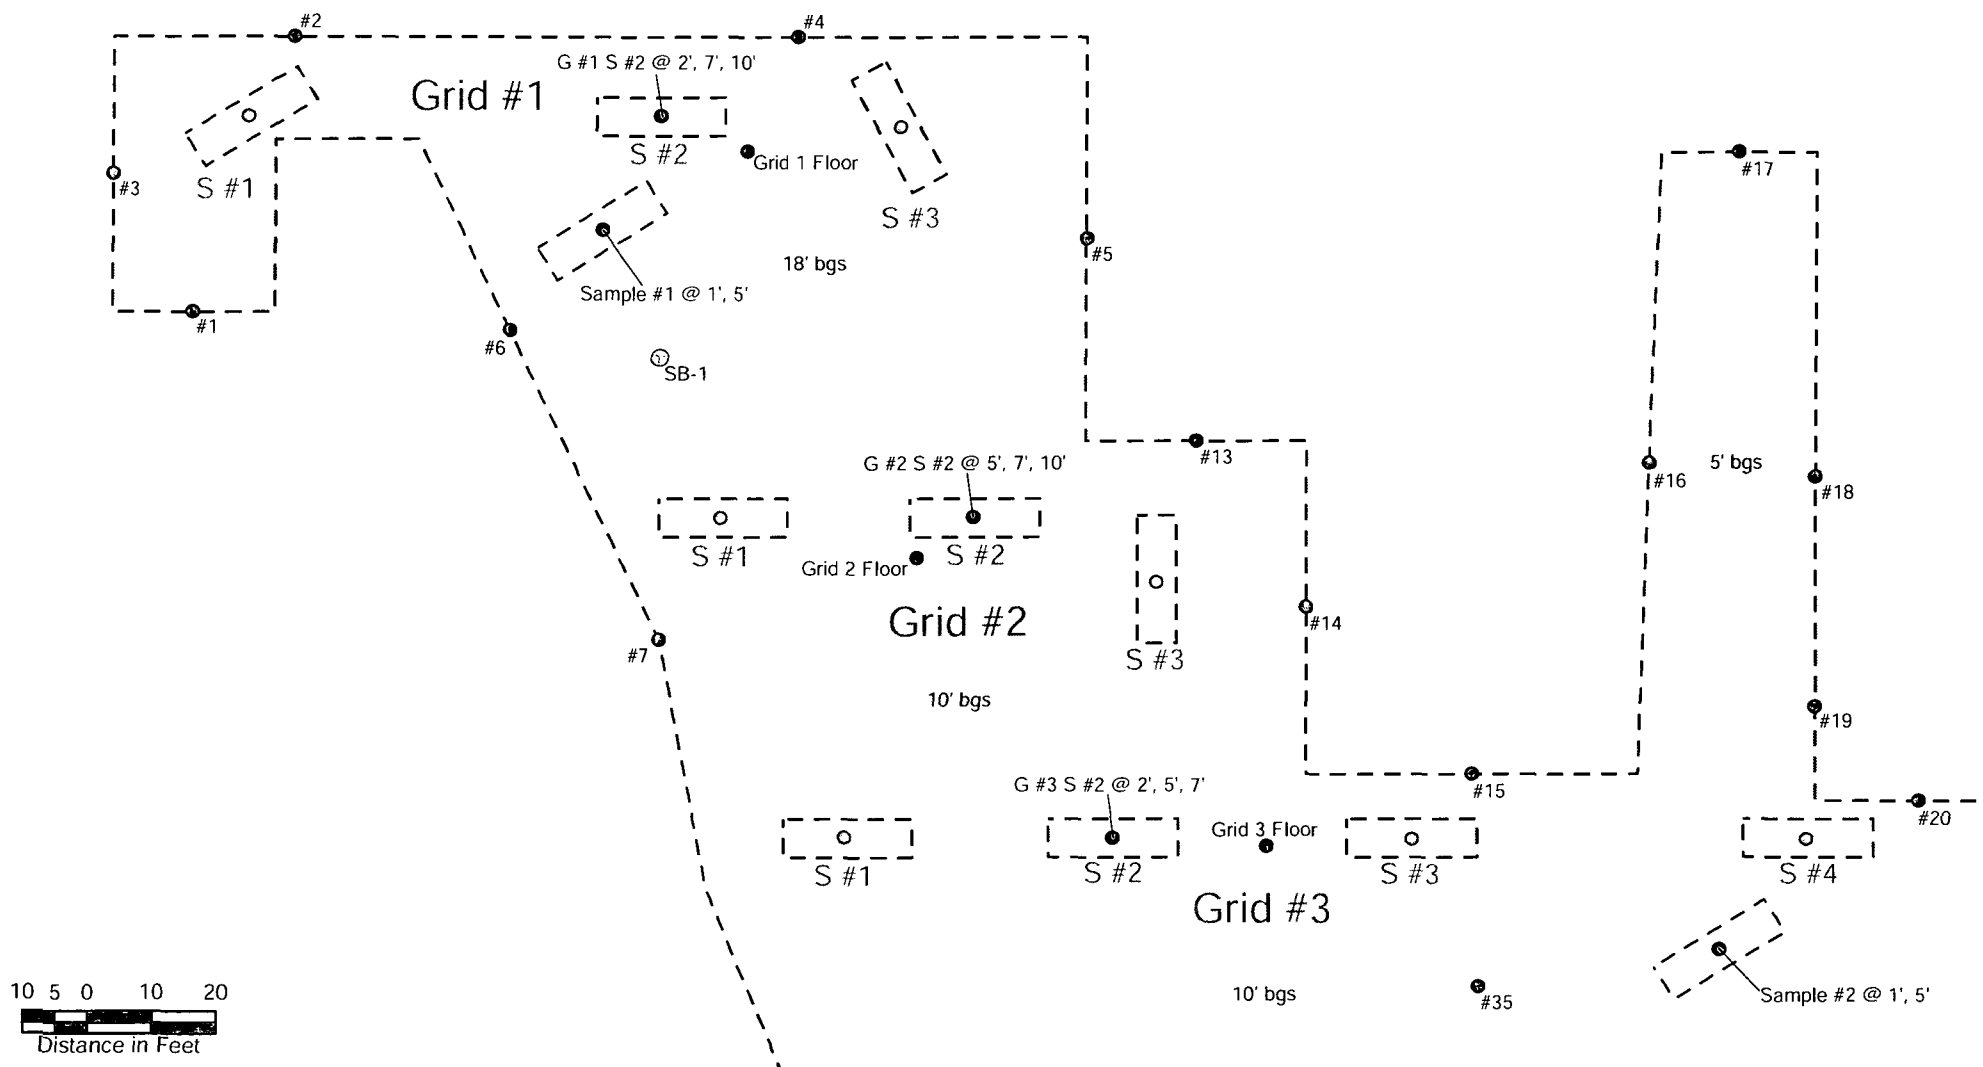 #2
#4
G #1 S #2 @ 2', 7', 10'
Grid #1
S #2
Grid 1 Floor
#3
S #1
S #3
#5
#17
18' bgs
Sample #1 @ 1', 5'
#1
#6
SB-1
#13
G #2 S #2 @ 5', 7', 10'
#16
5' bgs
#18
S #1
S #2
Grid 2 Floor
Grid #2
#14
#7
S #3
10' bgs
#19
G #3 S #2 @ 2', 5', 7'
#15
#20
Grid 3 Floor
S #1
S #2
S #3
S #4
Grid #3
10' bgs
#35
Sample #2 @ 1', 5'
10 5 0 10 20
Distance in Feet